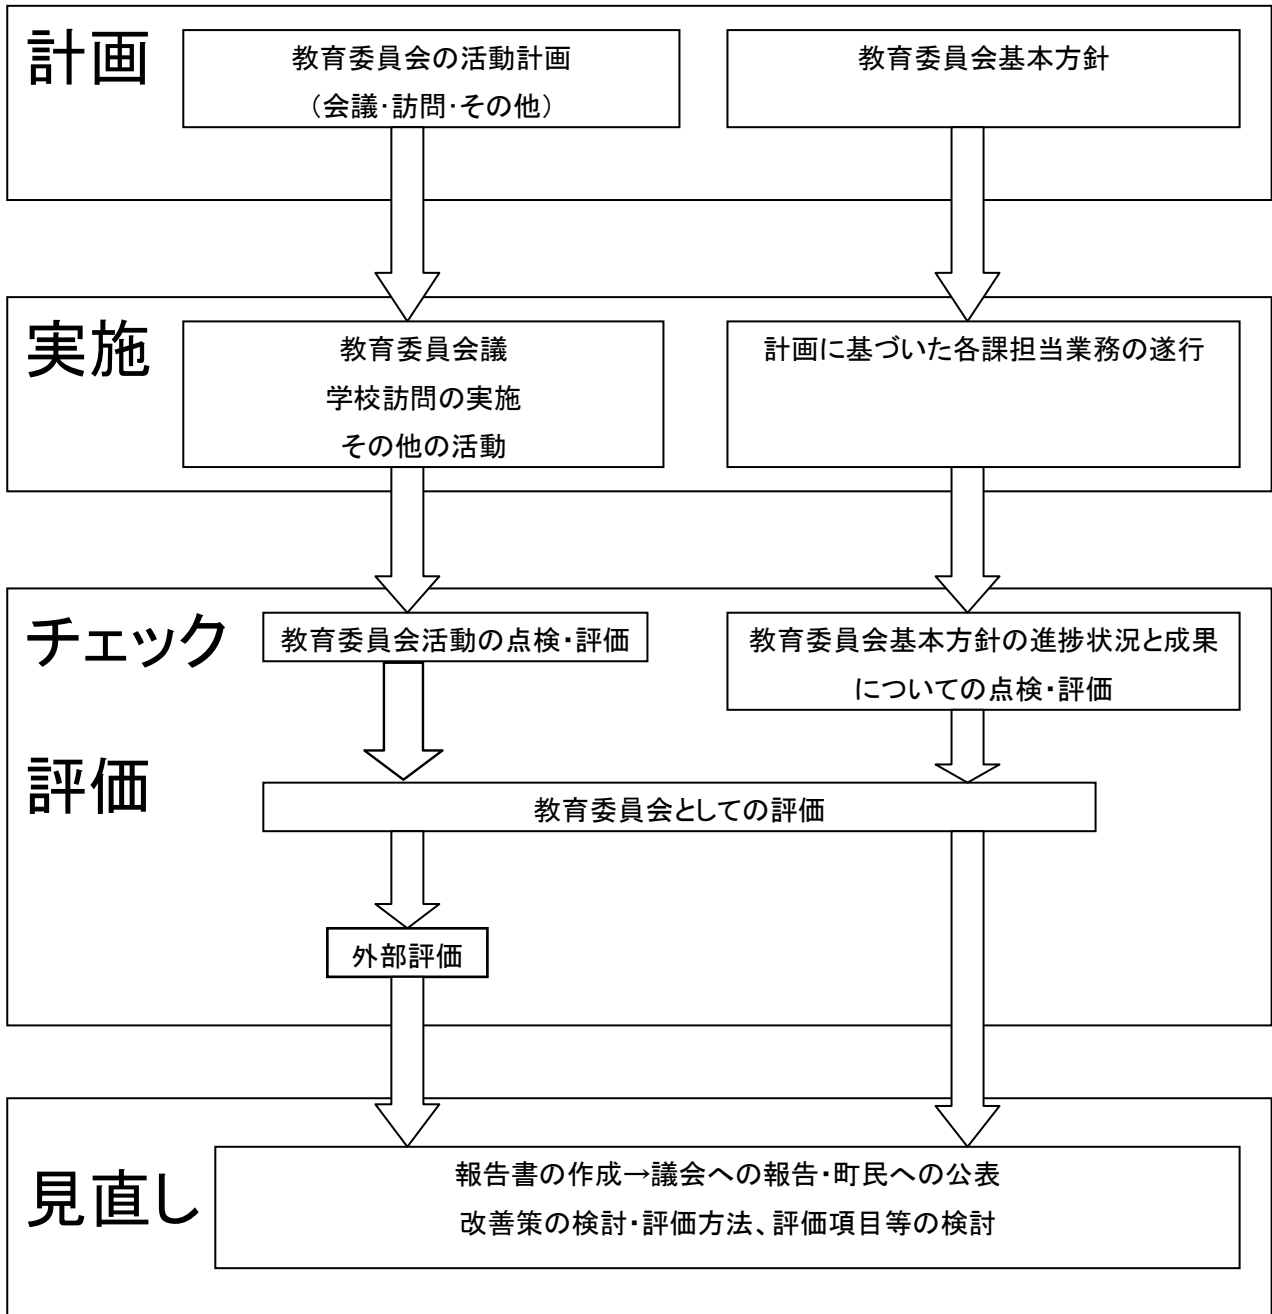 計画
教育委員会の活動計画
（会議・訪問・その他）
教育委員会基本方針
実施
教育委員会議
学校訪問の実施
その他の活動
計画に基づいた各課担当業務の遂行
チェック
教育委員会活動の点検・評価
教育委員会基本方針の進捗状況と成果
についての点検・評価
評価
教育委員会としての評価
外部評価
見直し
報告書の作成→議会への報告・町民への公表
改善策の検討・評価方法、評価項目等の検討